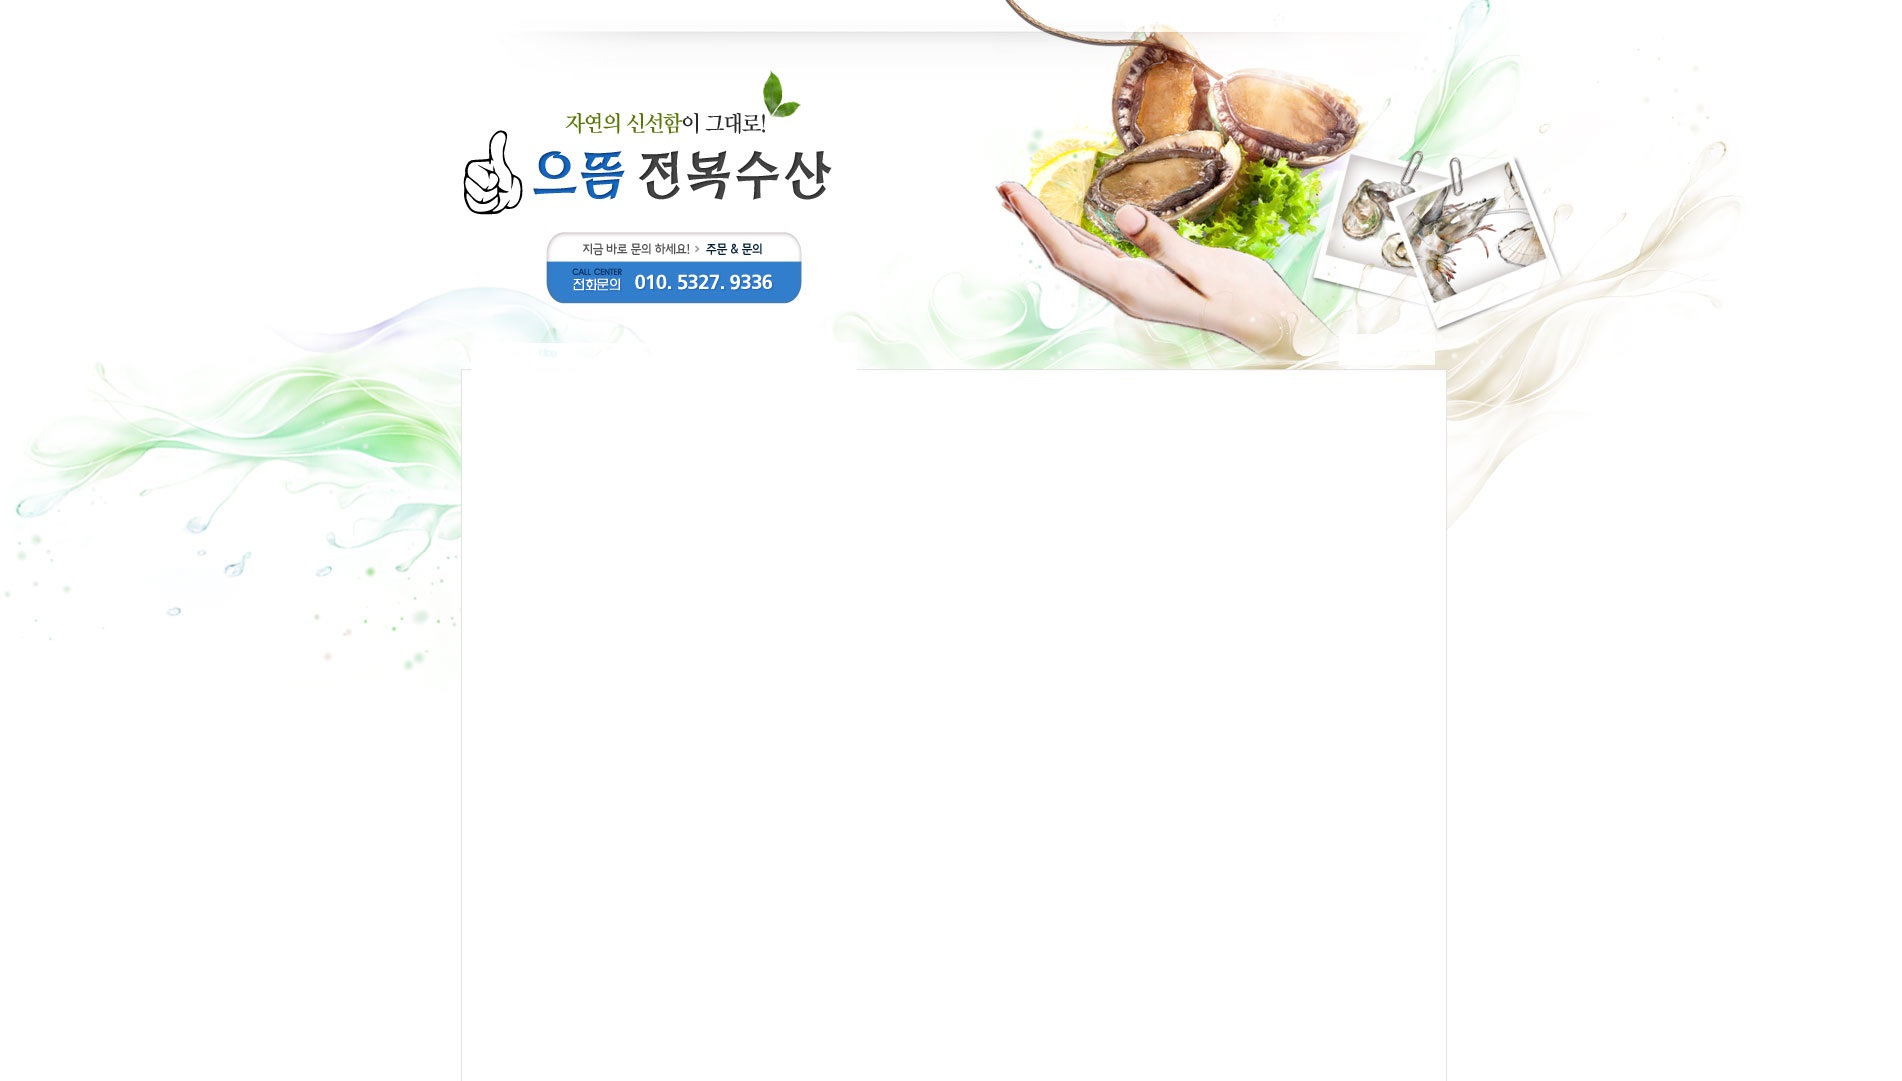 자연의 신선함이 그대로!
으뜸 전복수산
지금 바로 문의 하세요! > 주문 & 문의
CALL CENTER
전화문의 010. 5327. 9336